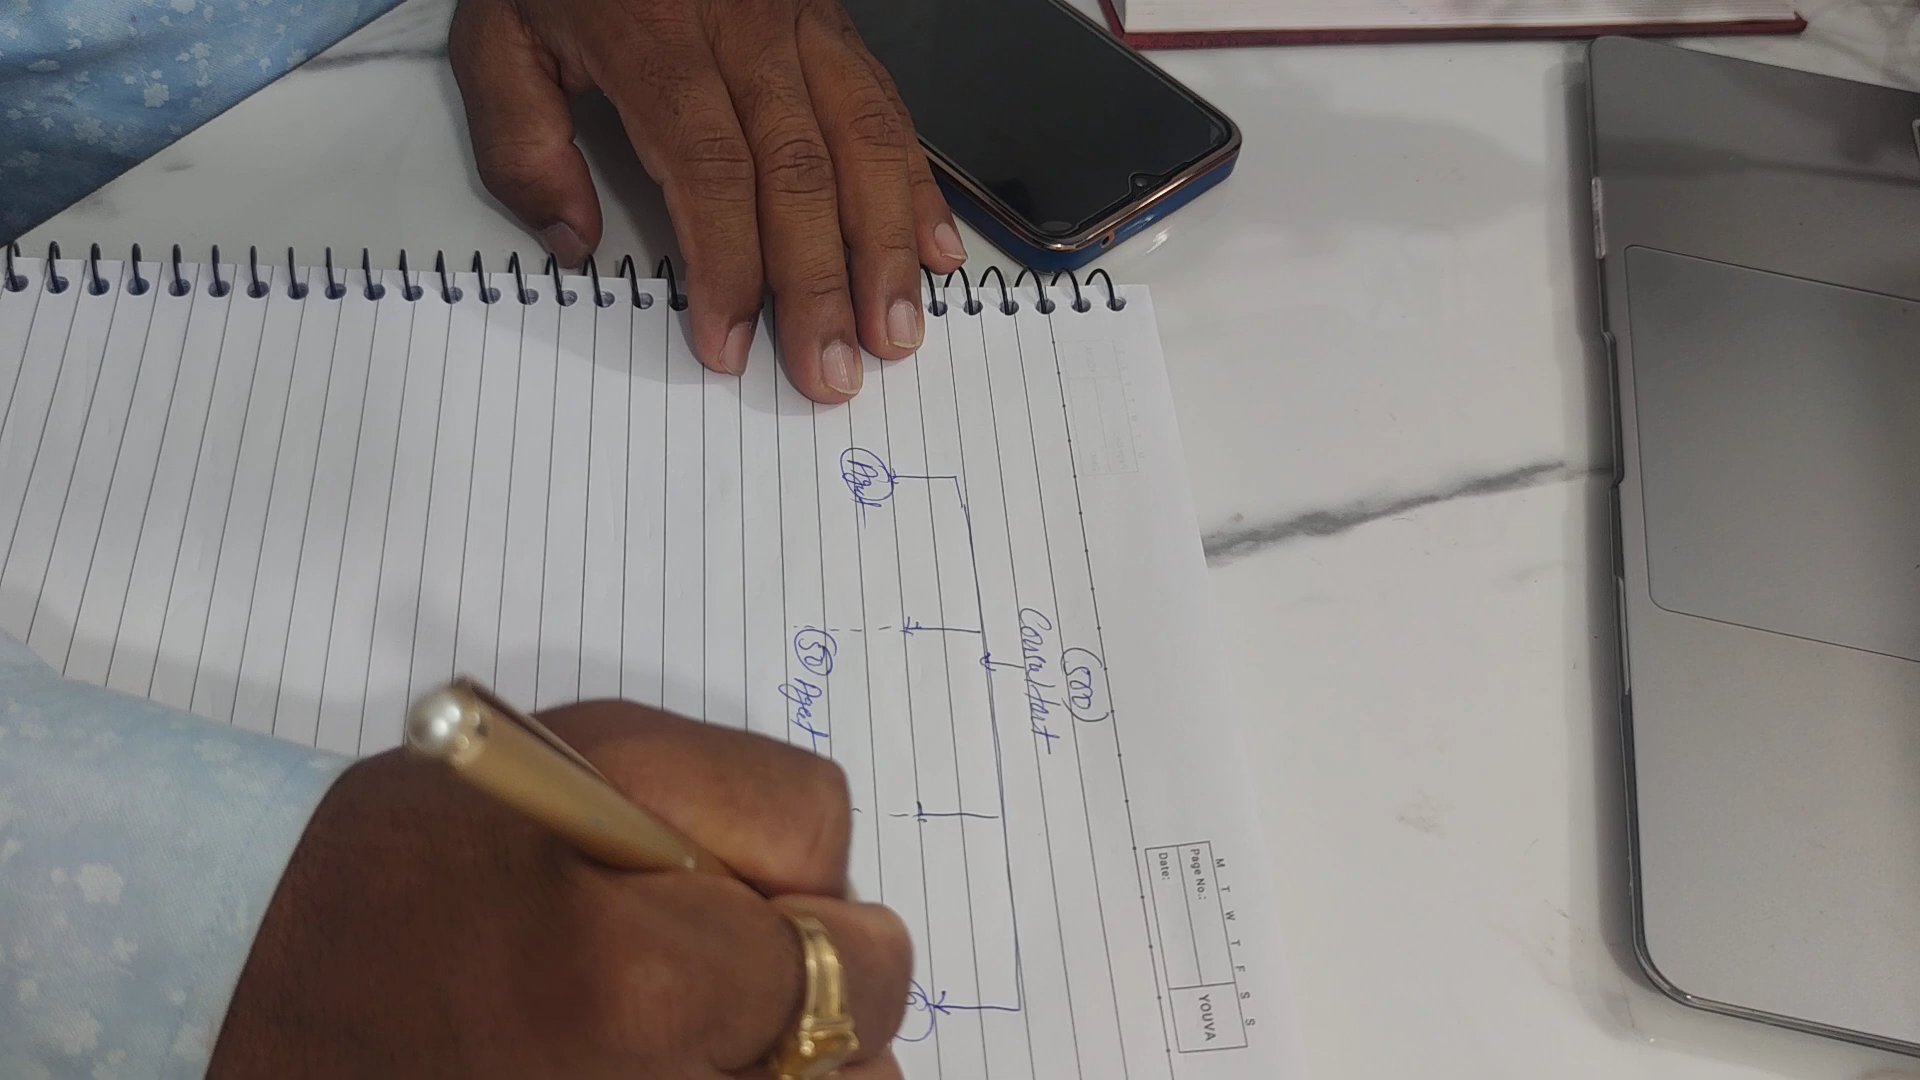 M T W T F S S
Page No.:
Date:
YOUVA
(500)
Consultant
Agent
50 Agent